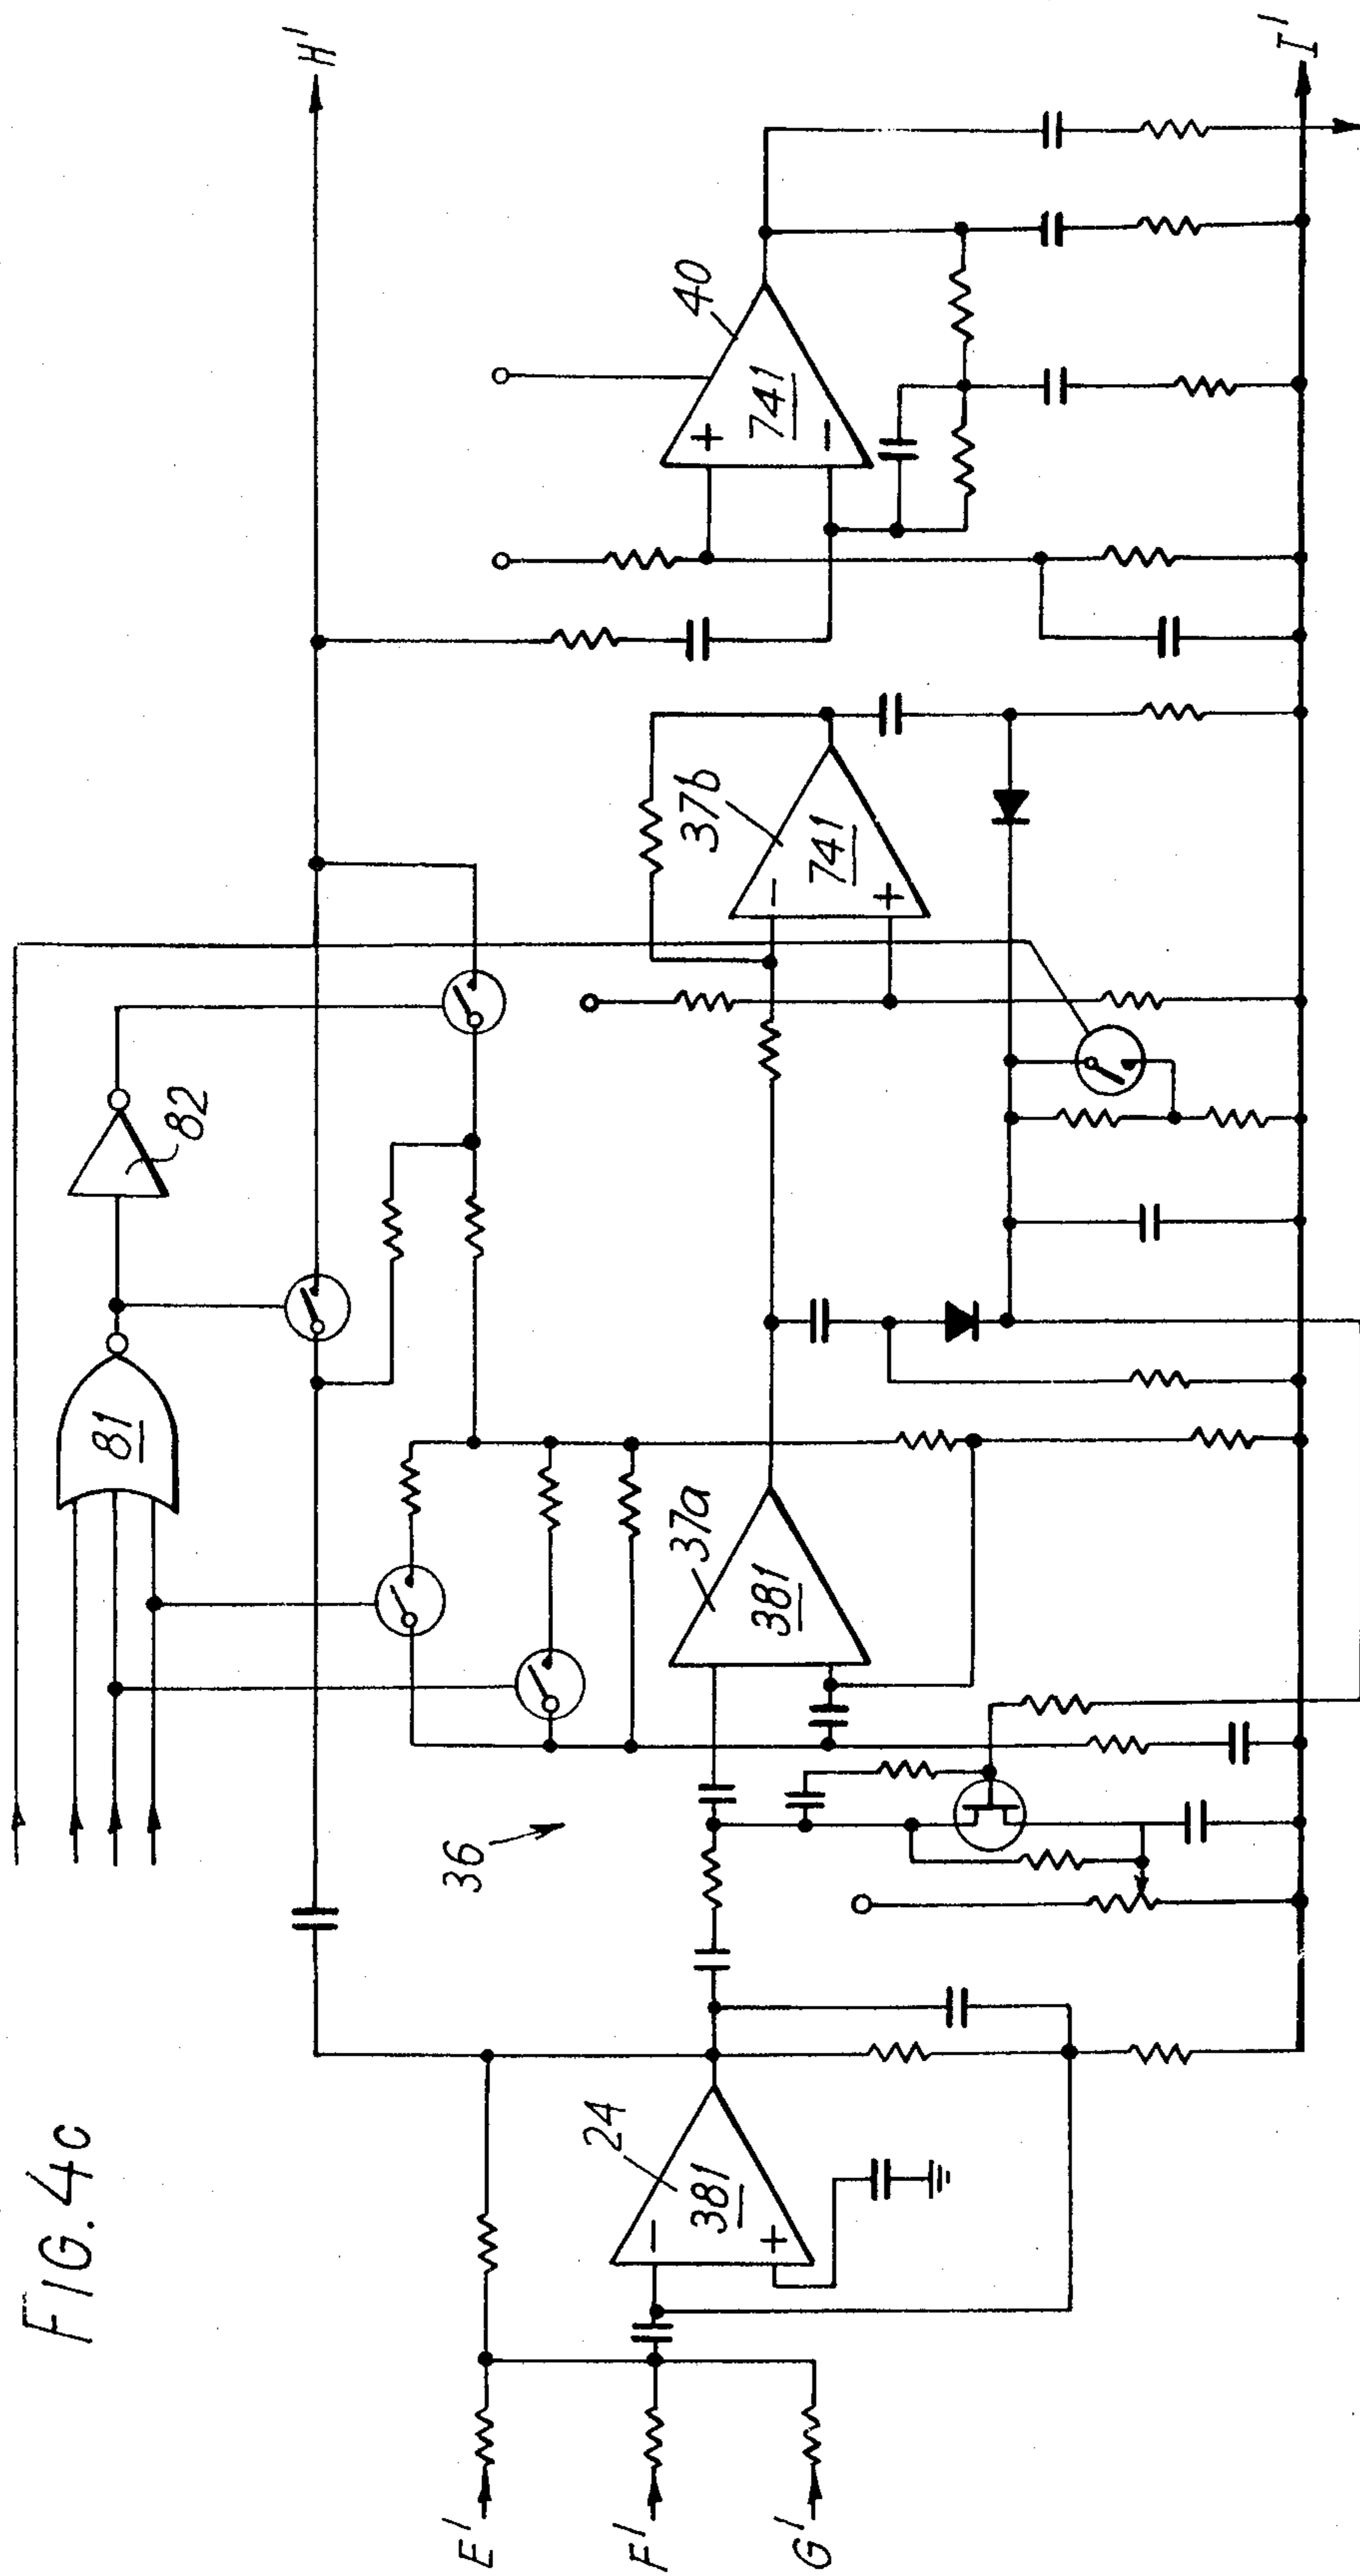 FIG. 4c
E'
F'
G'
H'
I'
81
82
36
24
381
-
+
37a
381
37b
741
-
+
40
741
+
-